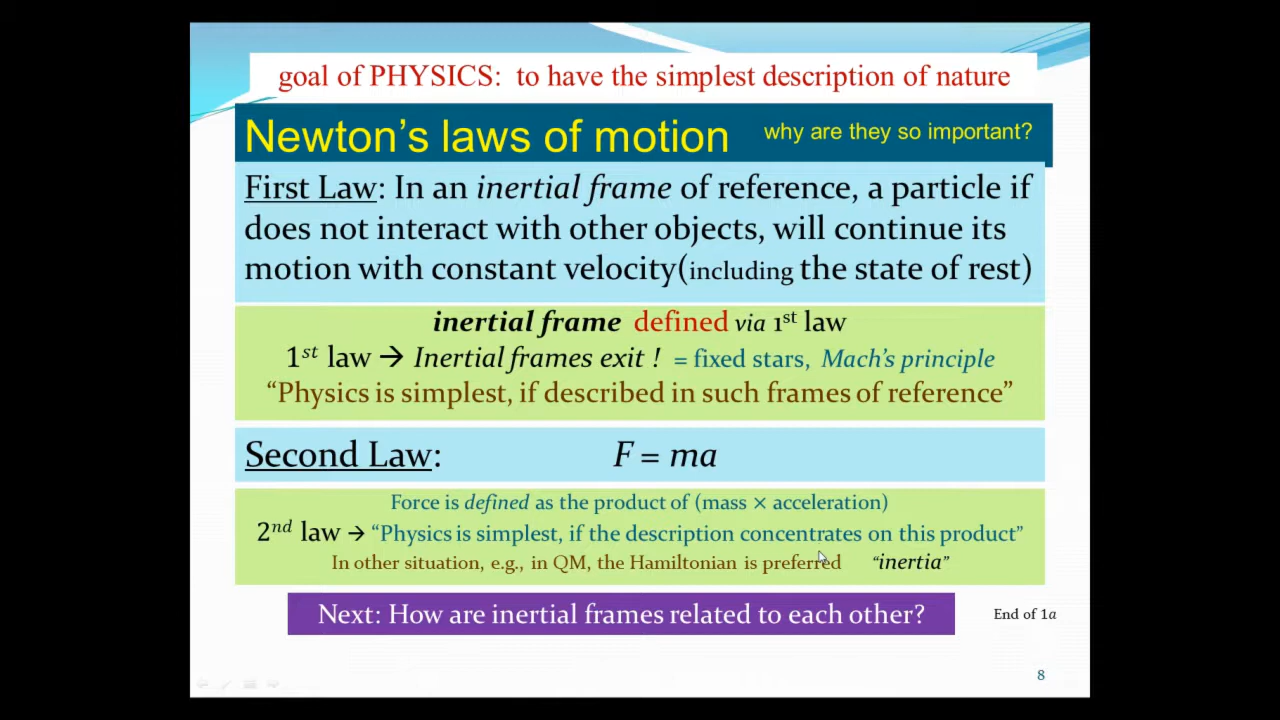 goal of PHYSICS: to have the simplest description of nature
Newton’s laws of motion why are they so important?
First Law: In an inertial frame of reference, a particle if
does not interact with other objects, will continue its
motion with constant velocity(including the state of rest)
inertial frame defined via 1st law
1st law → Inertial frames exit ! = fixed stars, Mach’s principle
“Physics is simplest, if described in such frames of reference”
Second Law: F = ma
Force is defined as the product of (mass × acceleration)
2nd law → “Physics is simplest, if the description concentrates on this product”
In other situation, e.g., in QM, the Hamiltonian is preferred “inertia”
Next: How are inertial frames related to each other? End of 1a
8